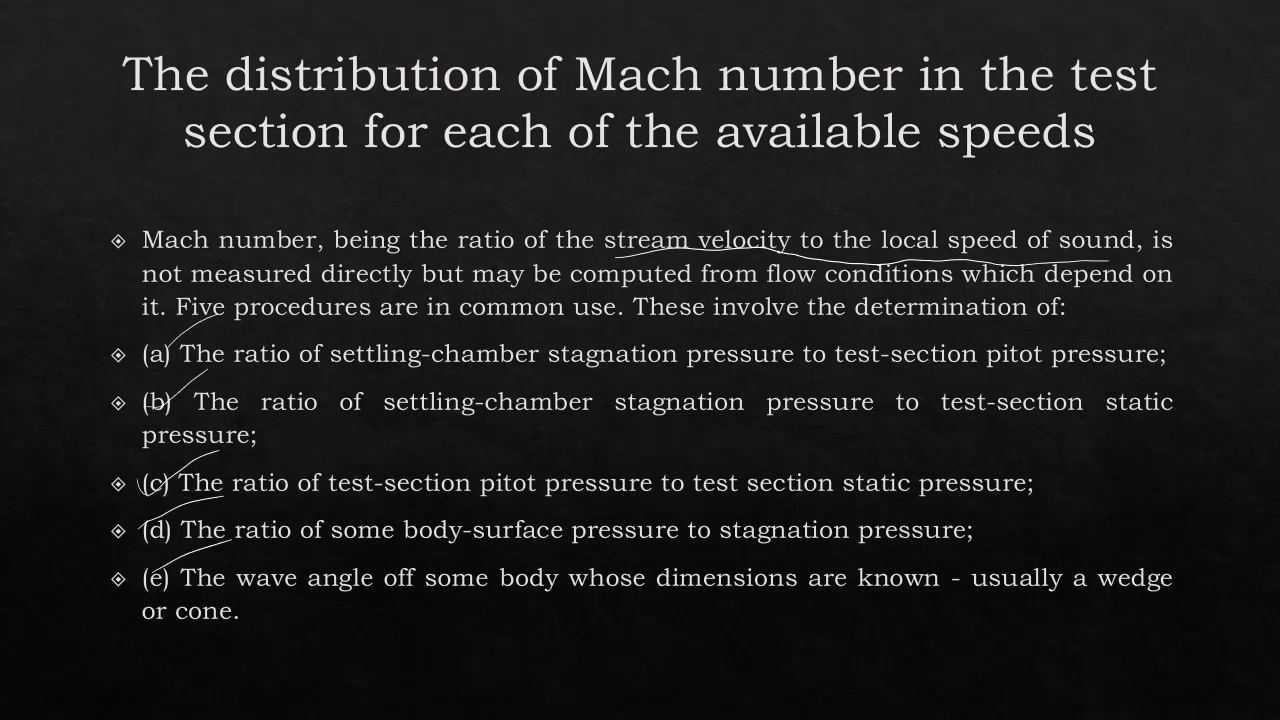 The distribution of Mach number in the test
section for each of the available speeds
Mach number, being the ratio of the stream velocity to the local speed of sound, is
not measured directly but may be computed from flow conditions which depend on
it. Five procedures are in common use. These involve the determination of:
(a) The ratio of settling-chamber stagnation pressure to test-section pitot pressure;
(b) The ratio of settling-chamber stagnation pressure to test-section static
pressure;
(c) The ratio of test-section pitot pressure to test section static pressure;
(d) The ratio of some body-surface pressure to stagnation pressure;
(e) The wave angle off some body whose dimensions are known - usually a wedge
or cone.